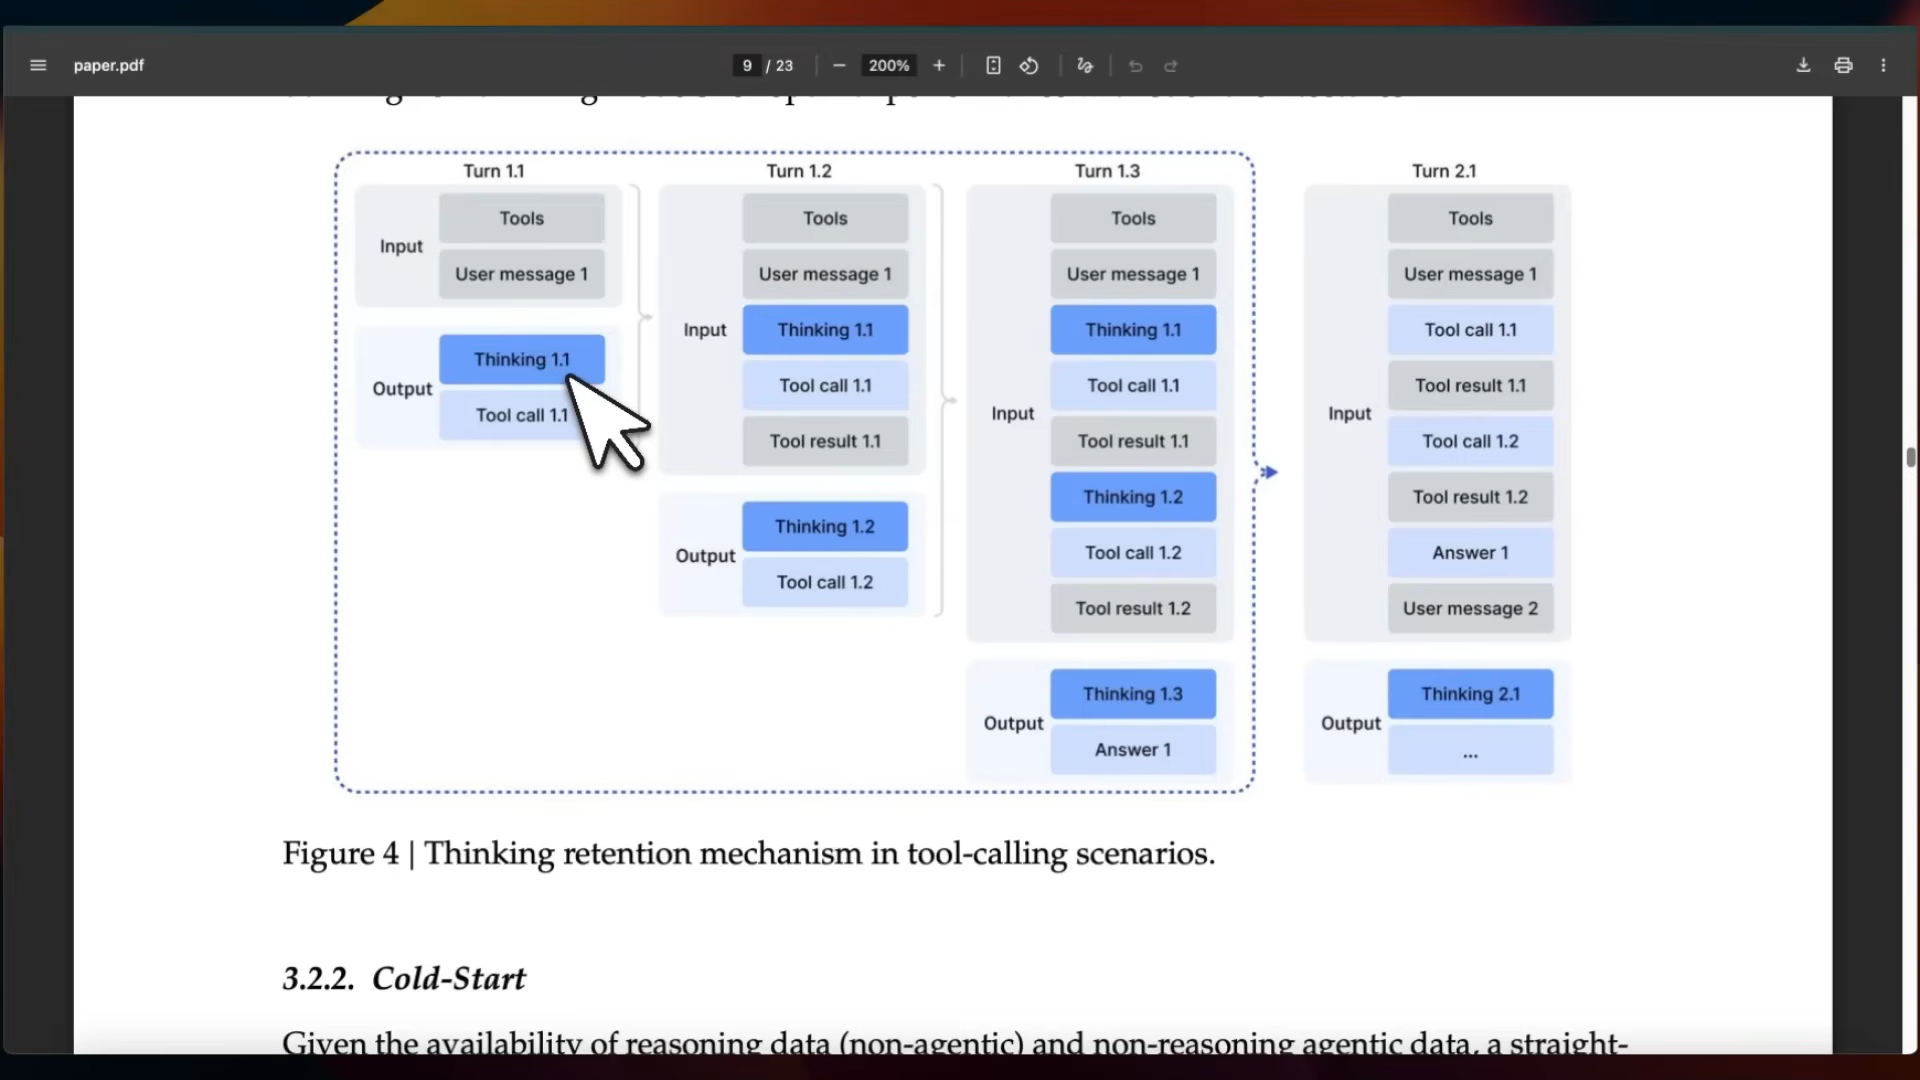 paper.pdf
9 / 23
200%
Turn 1.1
Input
Tools
User message 1
Output
Thinking 1.1
Tool call 1.1
Turn 1.2
Input
Tools
User message 1
Thinking 1.1
Tool call 1.1
Tool result 1.1
Output
Thinking 1.2
Tool call 1.2
Turn 1.3
Input
Tools
User message 1
Thinking 1.1
Tool call 1.1
Tool result 1.1
Thinking 1.2
Tool call 1.2
Tool result 1.2
Output
Thinking 1.3
Answer 1
Turn 2.1
Input
Tools
User message 1
Tool call 1.1
Tool result 1.1
Tool call 1.2
Tool result 1.2
Answer 1
User message 2
Output
Thinking 2.1
...
Figure 4 | Thinking retention mechanism in tool-calling scenarios.
3.2.2. Cold-Start
Given the availability of reasoning data (non-agentic) and non-reasoning agentic data, a straight-